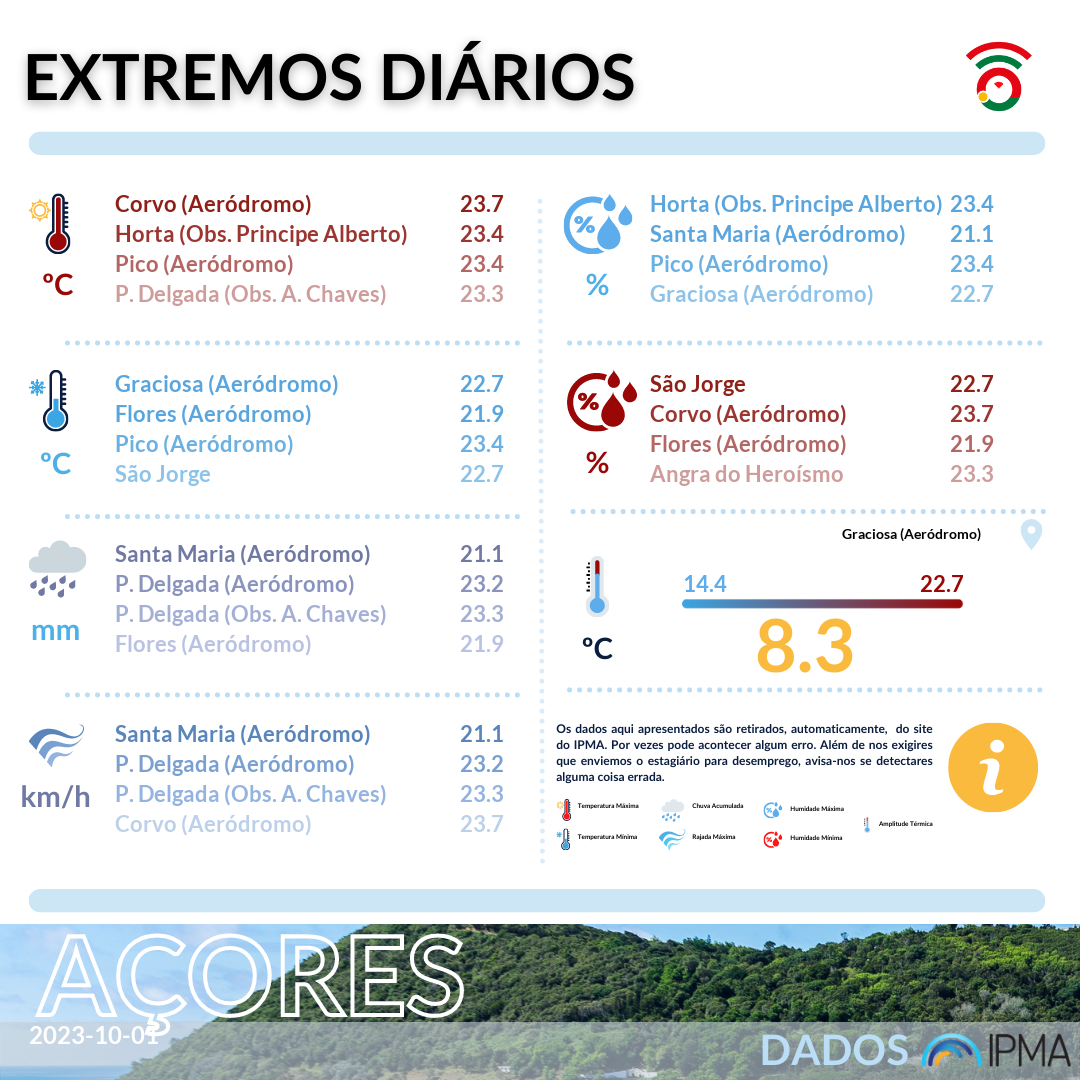 EXTREMOS DIÁRIOS
Corvo (Aeródromo) 23.7
Horta (Obs. Principe Alberto) 23.4
Pico (Aeródromo) 23.4
P. Delgada (Obs. A. Chaves) 23.3
ºC
Graciosa (Aeródromo) 22.7
Flores (Aeródromo) 21.9
Pico (Aeródromo) 23.4
São Jorge 22.7
ºC
Santa Maria (Aeródromo) 21.1
P. Delgada (Aeródromo) 23.2
P. Delgada (Obs. A. Chaves) 23.3
Flores (Aeródromo) 21.9
mm
Santa Maria (Aeródromo) 21.1
P. Delgada (Aeródromo) 23.2
P. Delgada (Obs. A. Chaves) 23.3
Corvo (Aeródromo) 23.7
km/h
%
Horta (Obs. Principe Alberto) 23.4
Santa Maria (Aeródromo) 21.1
Pico (Aeródromo) 23.4
Graciosa (Aeródromo) 22.7
%
%
São Jorge 22.7
Corvo (Aeródromo) 23.7
Flores (Aeródromo) 21.9
Angra do Heroísmo 23.3
%
Graciosa (Aeródromo)
14.4 22.7
8.3
ºC
Os dados aqui apresentados são retirados, automaticamente, do site
do IPMA. Por vezes pode acontecer algum erro. Além de nos exigires
que enviemos o estagiário para desemprego, avisa-nos se detectares
alguma coisa errada.
i
Temperatura Máxima
Chuva Acumulada
% Humidade Máxima
Amplitude Térmica
Temperatura Mínima
Rajada Máxima
% Humidade Mínima
AÇORES
2023-10-01
DADOS IPMA